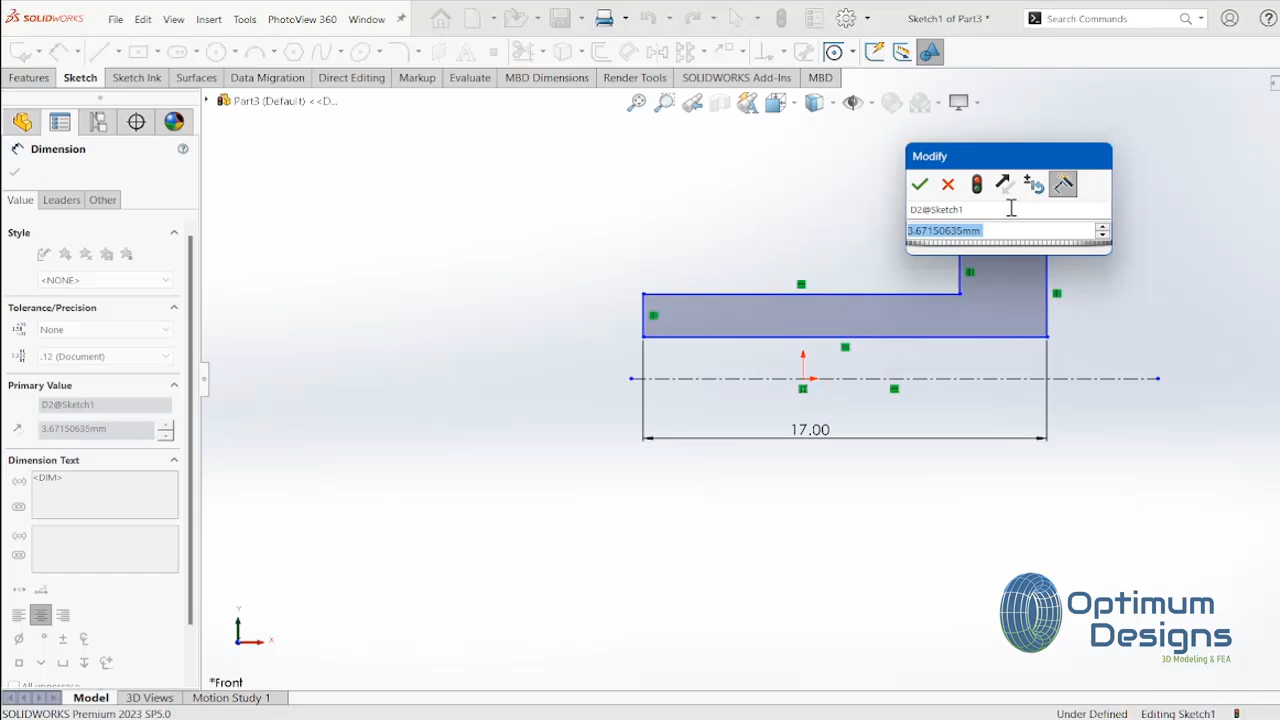 SOLIDWORKS File Edit View Insert Tools PhotoView 360 Window Sketch1 of Part3 * Search Commands
Features Sketch Sketch Ink Surfaces Data Migration Direct Editing Markup Evaluate MBD Dimensions Render Tools SOLIDWORKS Add-Ins MBD
Part3 (Default) <<D...
Dimension
Value Leaders Other
Style
<NONE>
Tolerance/Precision
None
.12 (Document)
Primary Value
D2@Sketch1
3.67150635mm
Dimension Text
<DIM>
Modify
D2@Sketch1
3.67150635mm
17.00
Y
X
*Front
Optimum
Designs
3D Modeling & FEA
Model 3D Views Motion Study 1
SOLIDWORKS Premium 2023 SP5.0 Under Defined Editing Sketch1